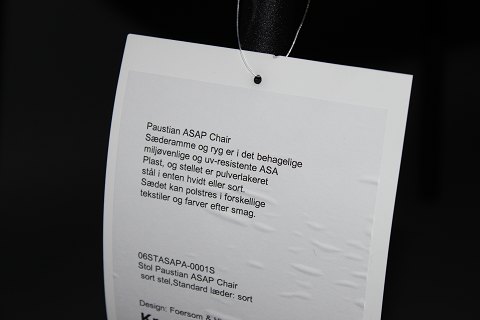 Paustian ASAP Chair
Sæderamme og ryg er i det behagelige
miljøvenlige og uv-resistente ASA
Plast, og stellet er pulverlakeret
stål i enten hvidt eller sort.
Sædet kan polstres i forskellige
tekstiler og farver efter smag.
06STASAPA-0001S
Stol Paustian ASAP Chair
sort stel,Standard læder: sort
Design: Foersom &